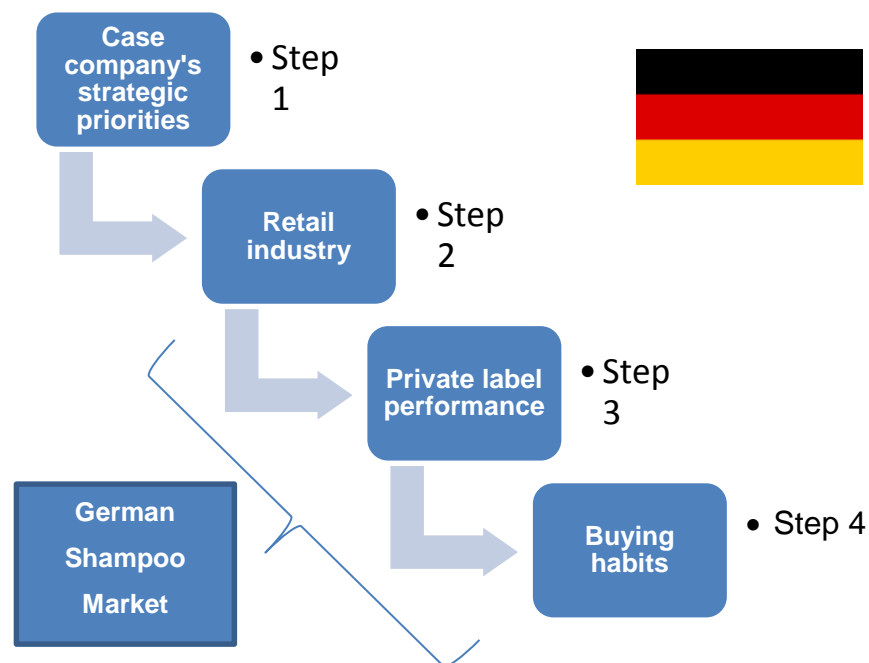 Case
company's
strategic
priorities
• Step
1
Retail
industry
• Step
2
Private label
performance
• Step
3
German
Shampoo
Market
Buying
habits
• Step 4